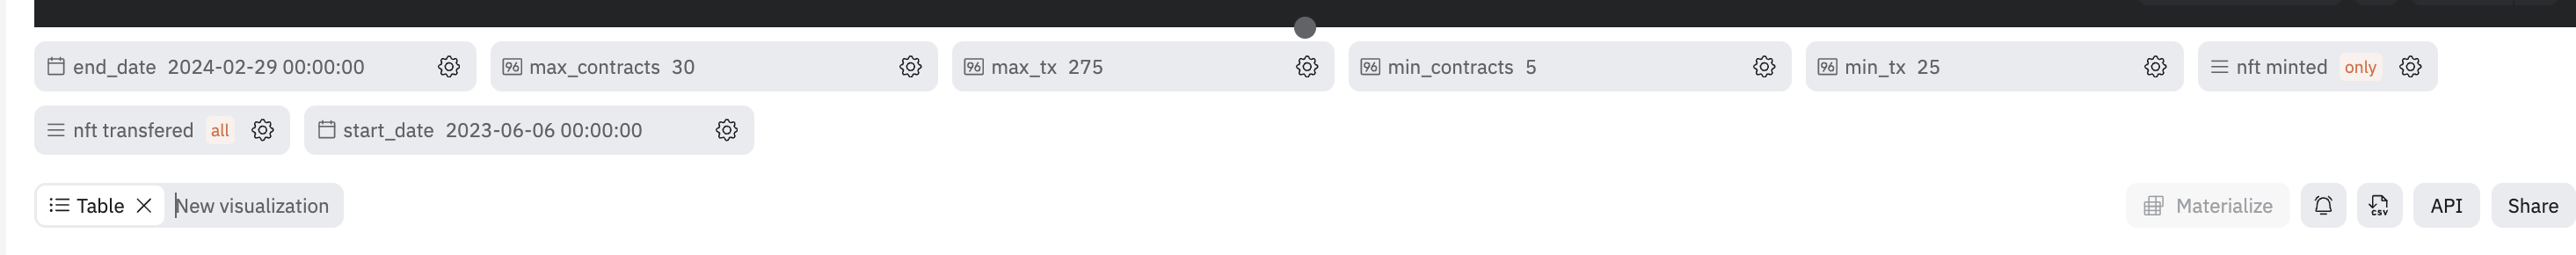 end_date 2024-02-29 00:00:00 96 max_contracts 30 96 max_tx 275 96 min_contracts 5 96 min_tx 25 nft minted only
nft transfered all start_date 2023-06-06 00:00:00
Table New visualization Materialize CSV API Share